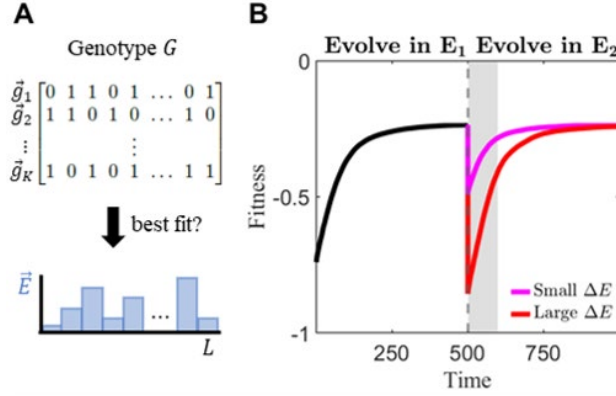 A
Genotype G
g⃗1 0 1 1 0 1 ... 0 1
g⃗2 1 1 0 1 0 ... 1 0
⋮ ⋮
g⃗K 1 0 1 0 1 ... 1 1
best fit?
E⃗
...
L
B
Evolve in E1 Evolve in E2
0
-0.5
-1
Fitness
250 500 750
Time
Small ΔE
Large ΔE